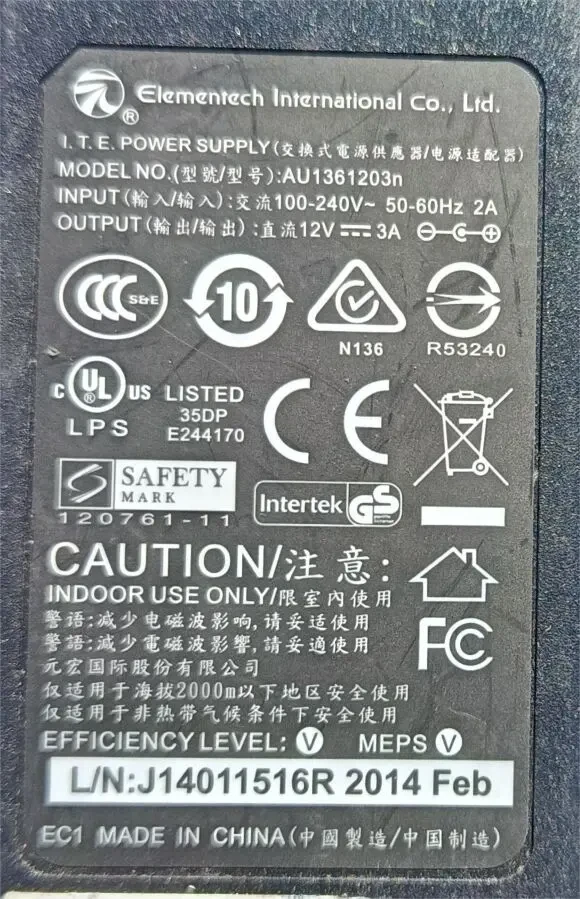 Elementech International Co., Ltd.
®
I.T.E. POWER SUPPLY(交換式電源供應器/电源适配器)
MODEL NO.(型號/型号):AU1361203n
INPUT(輸入/输入):交流100-240V~ 50-60Hz 2A
OUTPUT(輸出/输出):直流12V⎓3A
CCC S&E
10
N136
R53240
C UL ® US LISTED
LPS 35DP
E244170
CE
S SAFETY
MARK
120761-11
Intertek GS
CAUTION/注意:
INDOOR USE ONLY/限室內使用
警语:减少电磁波影响,请妥适使用
警語:減少電磁波影響,請妥適使用
FC
元宏国际股份有限公司
仅适用于海拔2000m以下地区安全使用
仅适用于非热带气候条件下安全使用
EFFICIENCY LEVEL: V MEPS V
L/N:J14011516R 2014 Feb
EC1 MADE IN CHINA(中國製造/中国制造)